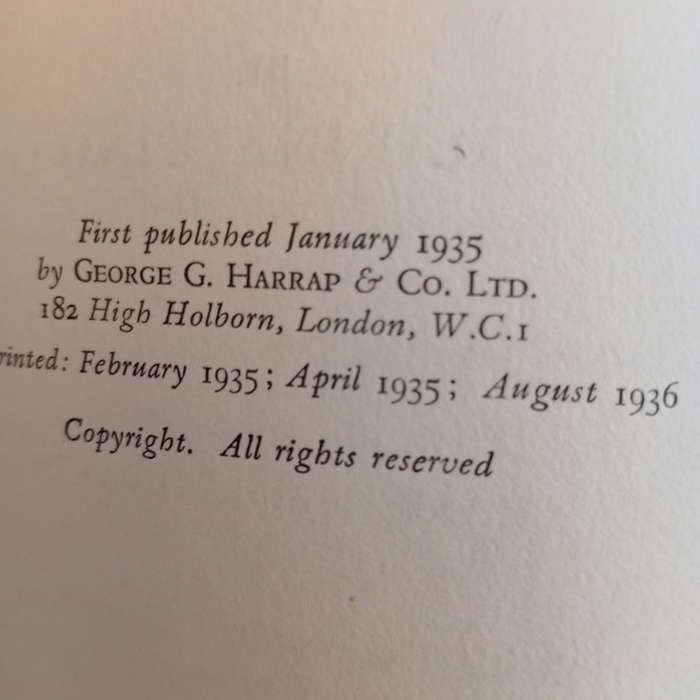 First published January 1935
by GEORGE G. HARRAP & CO. LTD.
182 High Holborn, London, W.C.1
rinted: February 1935; April 1935; August 1936
Copyright. All rights reserved